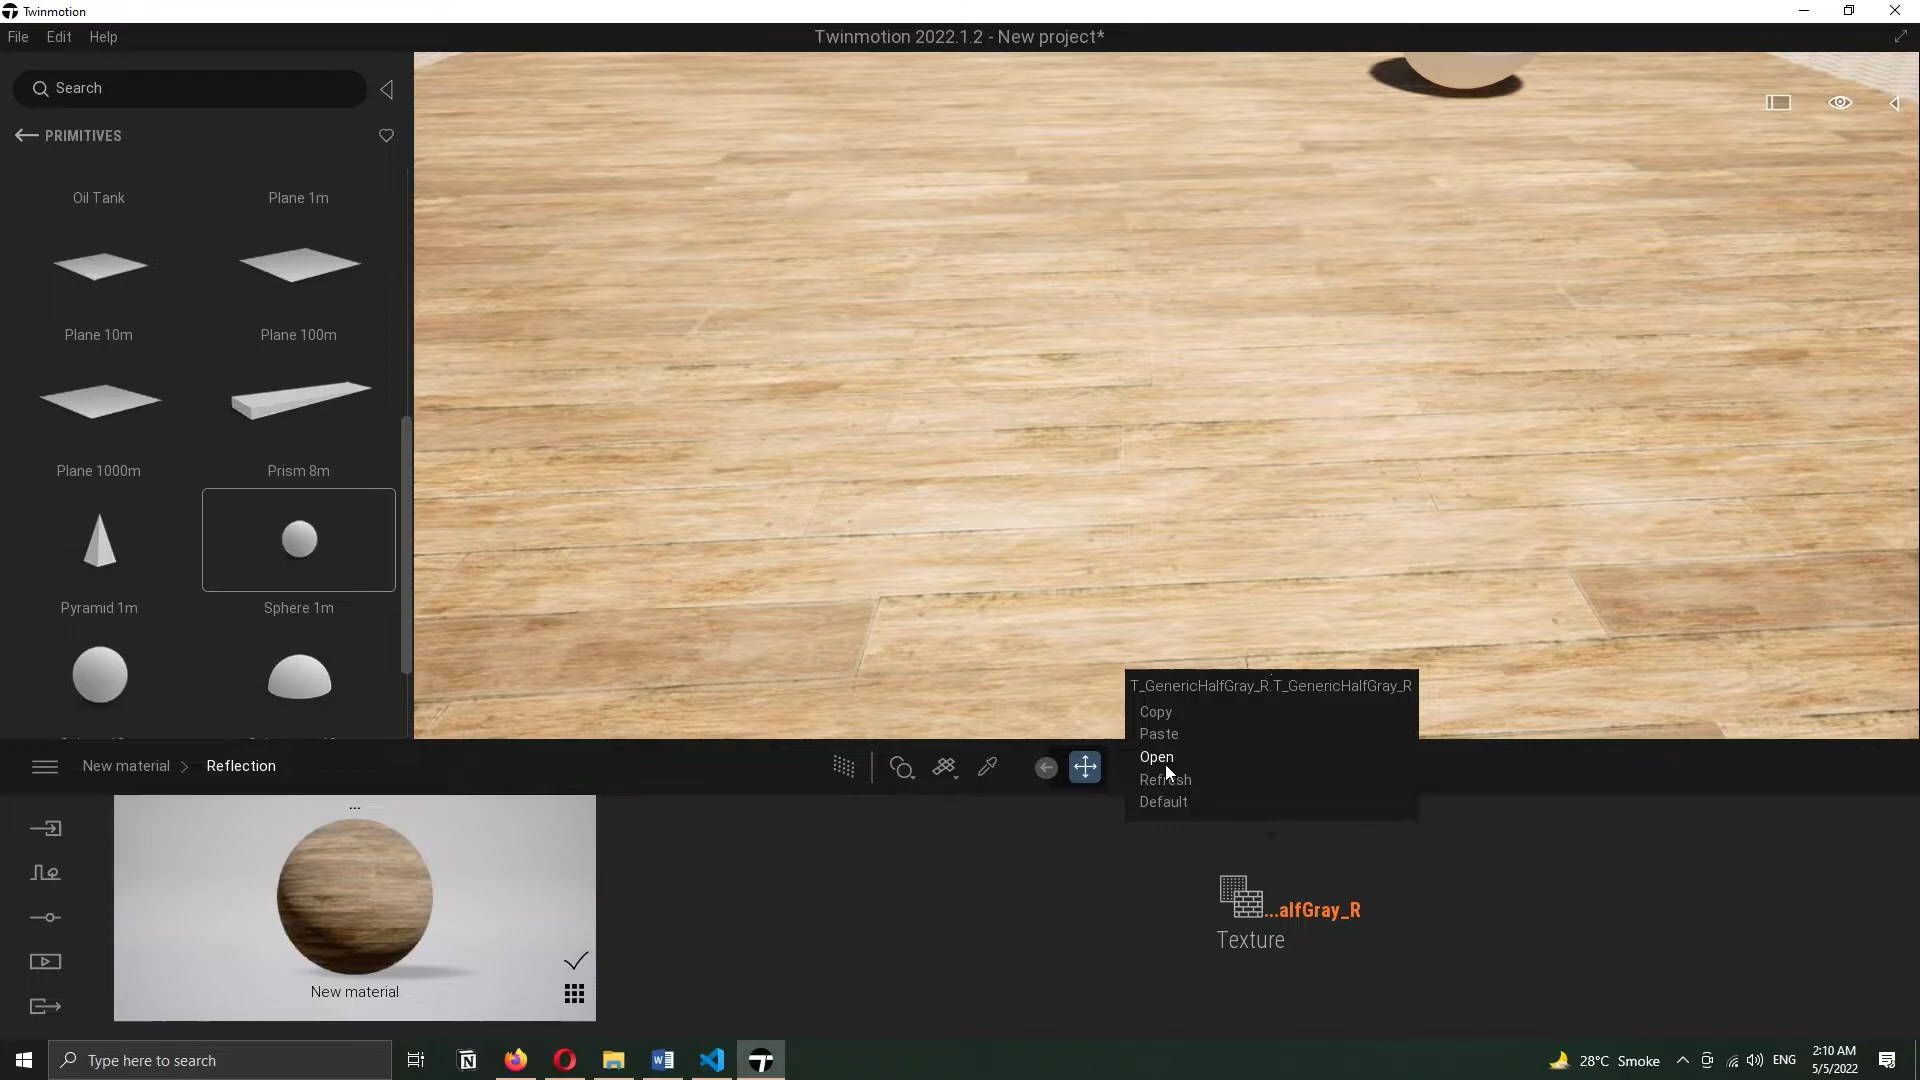 Twinmotion
File Edit Help
Twinmotion 2022.1.2 - New project*
Search
PRIMITIVES
Oil Tank
Plane 1m
Plane 10m
Plane 100m
Plane 1000m
Prism 8m
Pyramid 1m
Sphere 1m
T_GenericHalfGray_R.T_GenericHalfGray_R
Copy
Paste
Open
Refresh
Default
New material > Reflection
...
New material
...alfGray_R
Texture
Type here to search
28°C Smoke
ENG
2:10 AM
5/5/2022